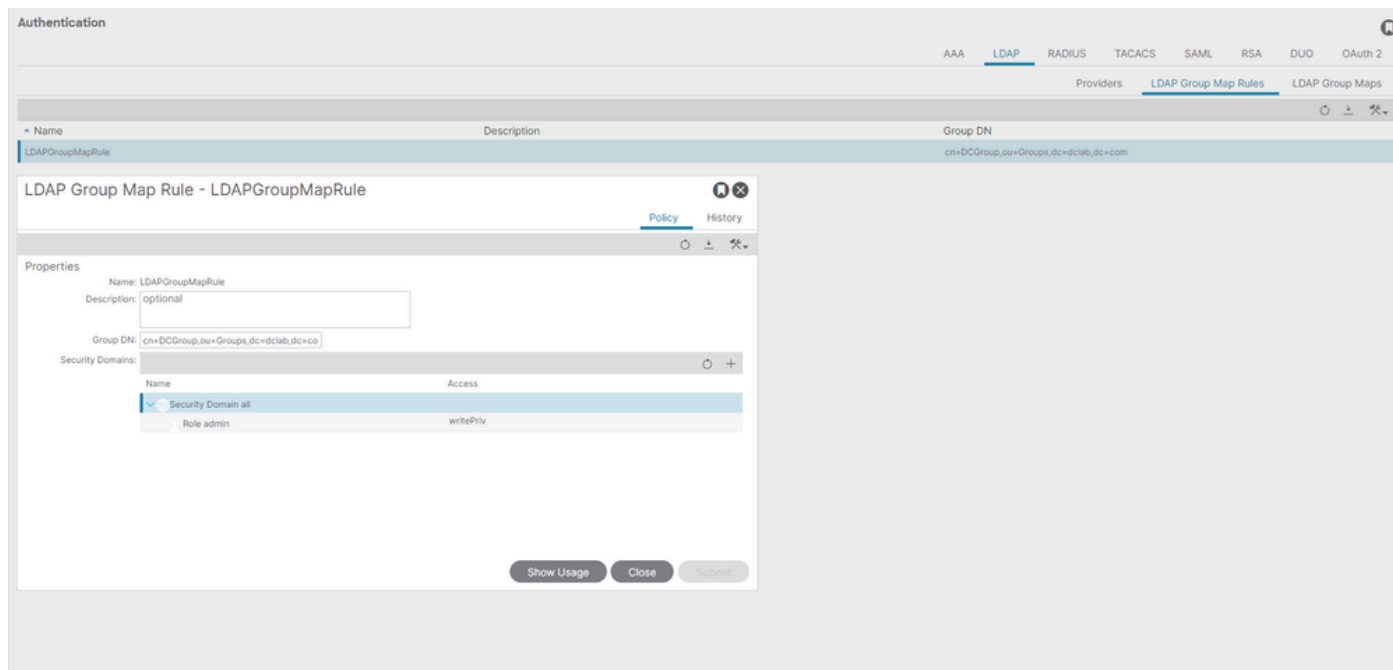 Authentication
AAA LDAP RADIUS TACACS SAML RSA DUO OAuth 2
Providers LDAP Group Map Rules LDAP Group Maps
Name Description Group DN
LDAPGroupMapRule cn=DCGroup,ou=Groups,dc=dclab,dc=com
LDAP Group Map Rule - LDAPGroupMapRule
Policy History
Properties
Name: LDAPGroupMapRule
Description: optional
Group DN: cn=DCGroup,ou=Groups,dc=dclab,dc=co
Security Domains:
Name Access
Security Domain all
Role admin writePriv
Show Usage Close Submit